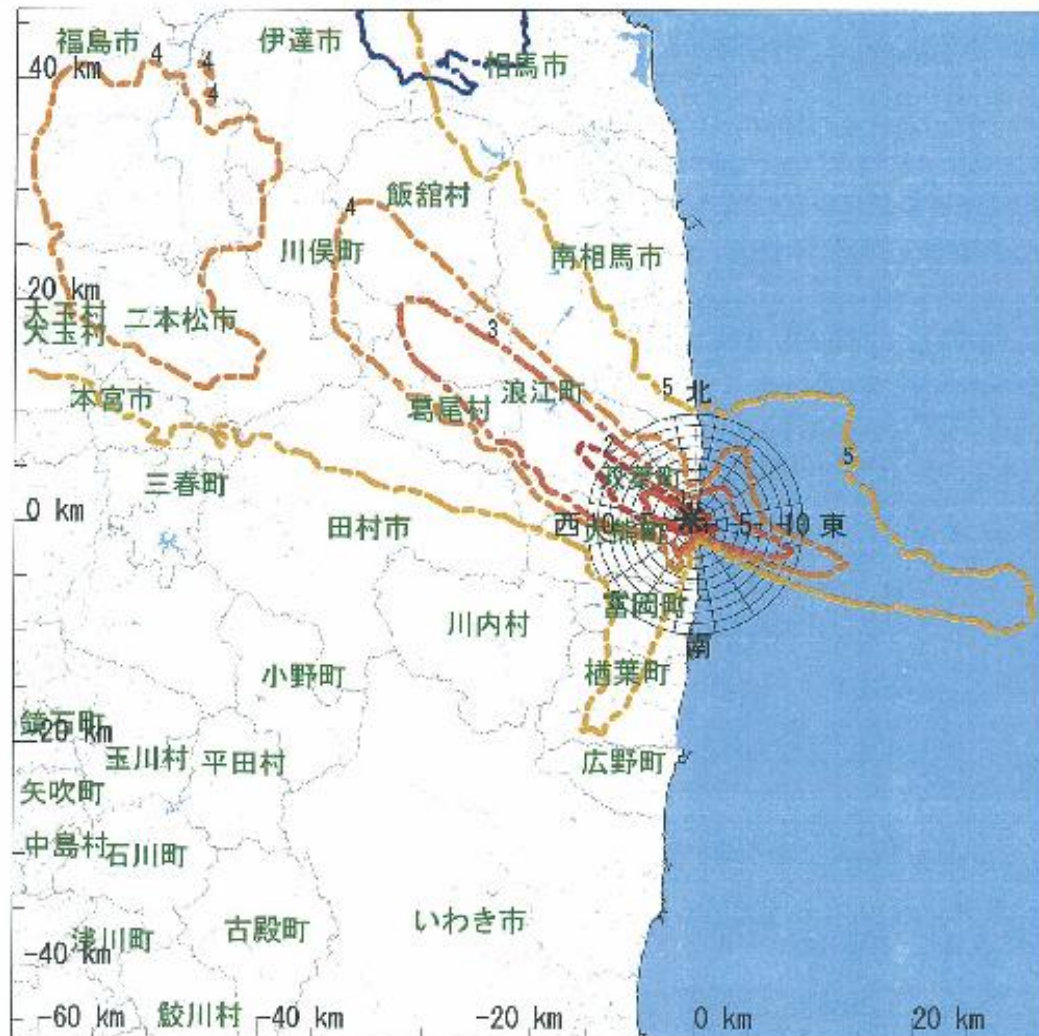 福島市
4
4
伊達市
相馬市
40 km
4
飯舘村
4
川俣町
南相馬市
20 km
大玉村
大玉村
二本松市
3
5
北
本宮市
浪江町
葛尾村
5
2
三春町
双葉町
0 km
田村市
西
大熊町
5
10
東
川内村
富岡町
南
小野町
楢葉町
鏡石町
-20 km
玉川村
平田村
広野町
矢吹町
中島村
石川町
浅川町
古殿町
いわき市
-40 km
-60 km
鮫川村
-40 km
-20 km
0 km
20 km